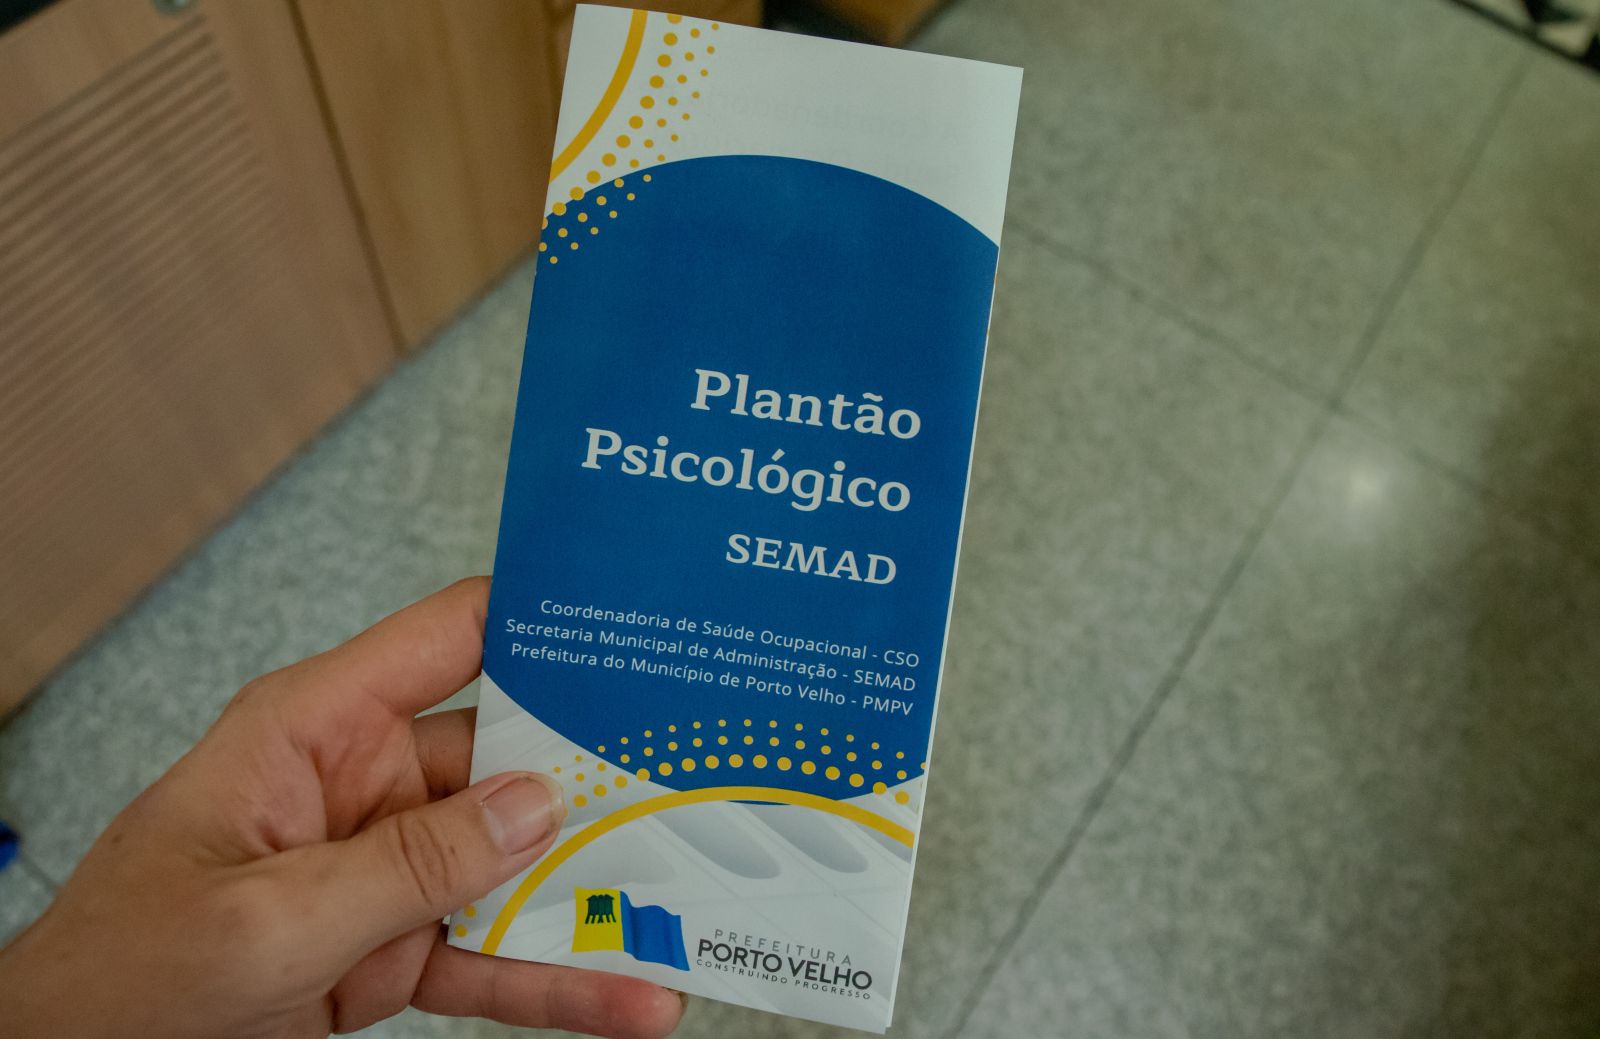 Plantão
Psicológico
SEMAD
Coordenadoria de Saúde Ocupacional - CSO
Secretaria Municipal de Administração - SEMAD
Prefeitura do Município de Porto Velho - PMPV
PREFEITURA
PORTO VELHO
CONSTRUINDO PROGRESSO